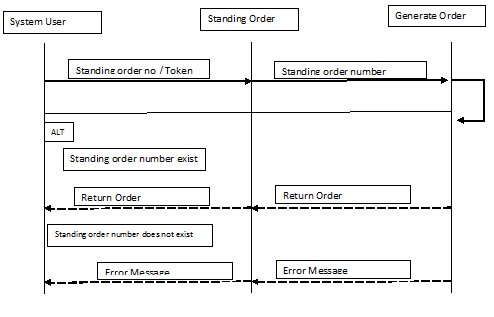 System User
Standing Order
Generate Order
Standing order no / Token
Standing order number
ALT
Standing order number exist
Return Order
Return Order
Standing order number does not exist
Error Message
Error Message